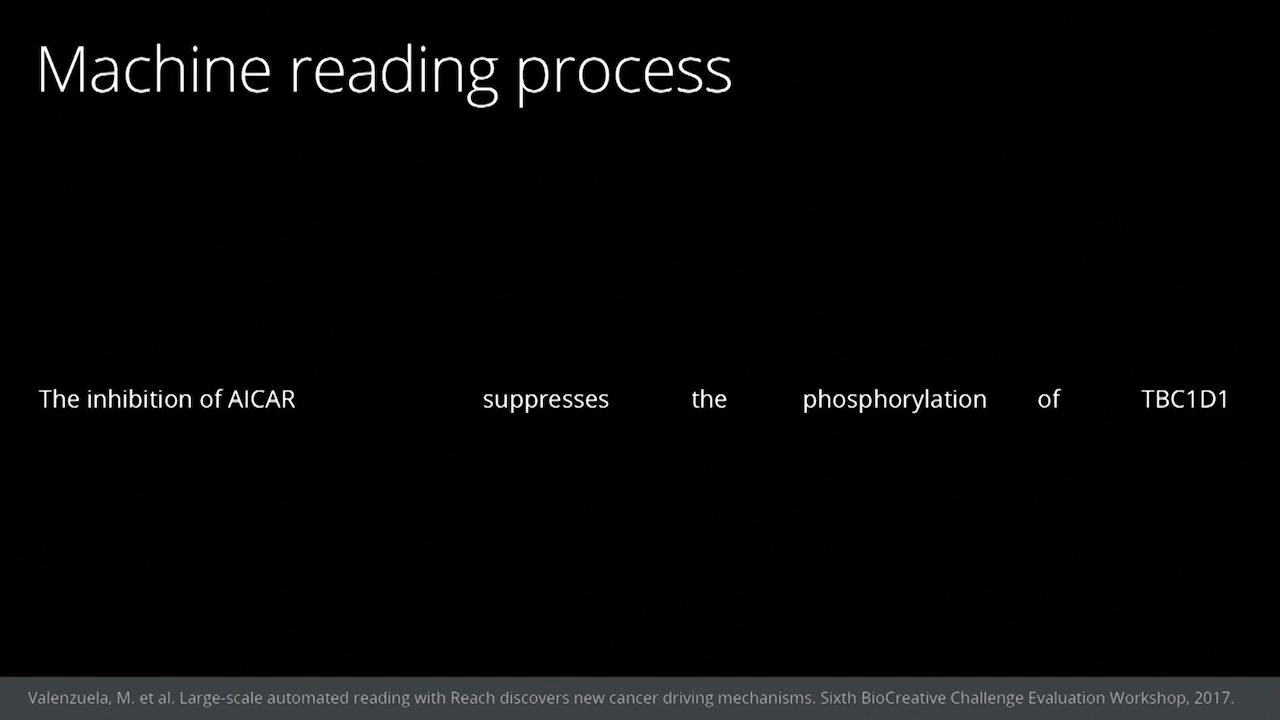 Machine reading process
The inhibition of AICAR suppresses the phosphorylation of TBC1D1
Valenzuela, M. et al. Large-scale automated reading with Reach discovers new cancer driving mechanisms. Sixth BioCreative Challenge Evaluation Workshop, 2017.